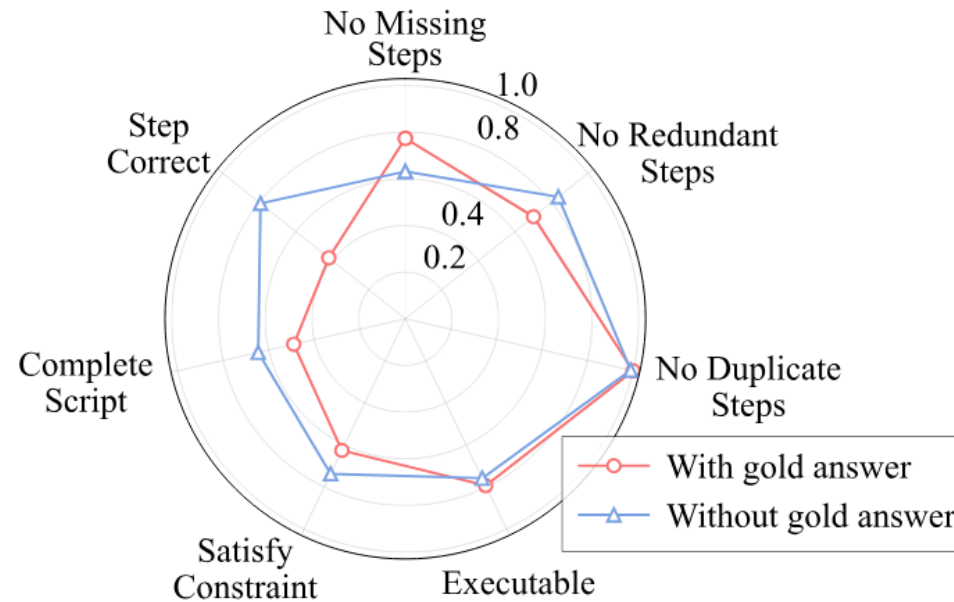 No Missing
Steps
1.0
0.8
No Redundant
Steps
Step
Correct
0.4
0.2
Complete
Script
No Duplicate
Steps
With gold answer
Without gold answer
Satisfy
Constraint
Executable